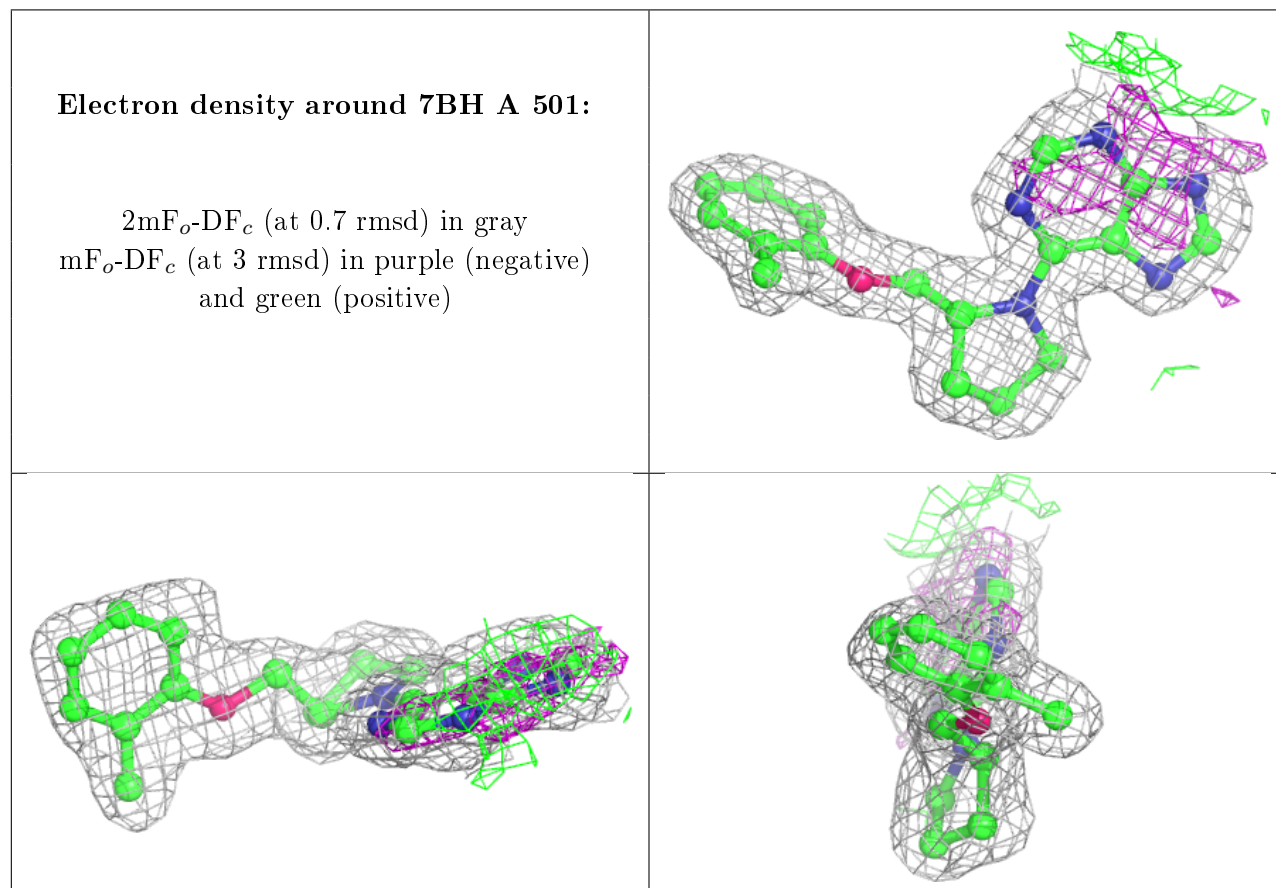 Electron density around 7BH A 501:
2mFo-DFc (at 0.7 rmsd) in gray
mFo-DFc (at 3 rmsd) in purple (negative)
and green (positive)